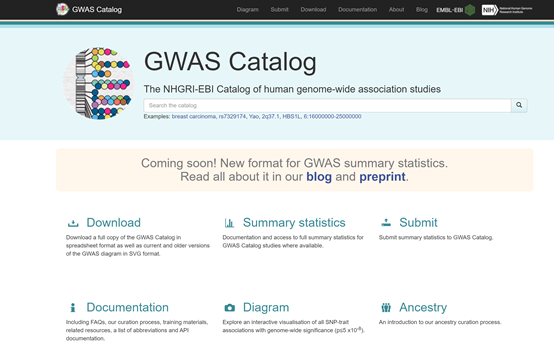 GWAS Catalog
Diagram Submit Download Documentation About Blog EMBL-EBI NIH National Human Genome Research Institute
GWAS Catalog
The NHGRI-EBI Catalog of human genome-wide association studies
Search the catalog
Examples: breast carcinoma, rs7329174, Yao, 2q37.1, HBS1L, 6:16000000-25000000
Coming soon! New format for GWAS summary statistics.
Read all about it in our blog and preprint.
Download
Download a full copy of the GWAS Catalog in
spreadsheet format as well as current and older versions
of the GWAS diagram in SVG format.
Summary statistics
Documentation and access to full summary statistics for
GWAS Catalog studies where available.
Submit
Submit summary statistics to GWAS Catalog.
Documentation
Including FAQs, our curation process, training materials,
related resources, a list of abbreviations and API
documentation.
Diagram
Explore an interactive visualisation of all SNP-trait
associations with genome-wide significance (p≤5 x10⁻⁸).
Ancestry
An introduction to our ancestry curation process.